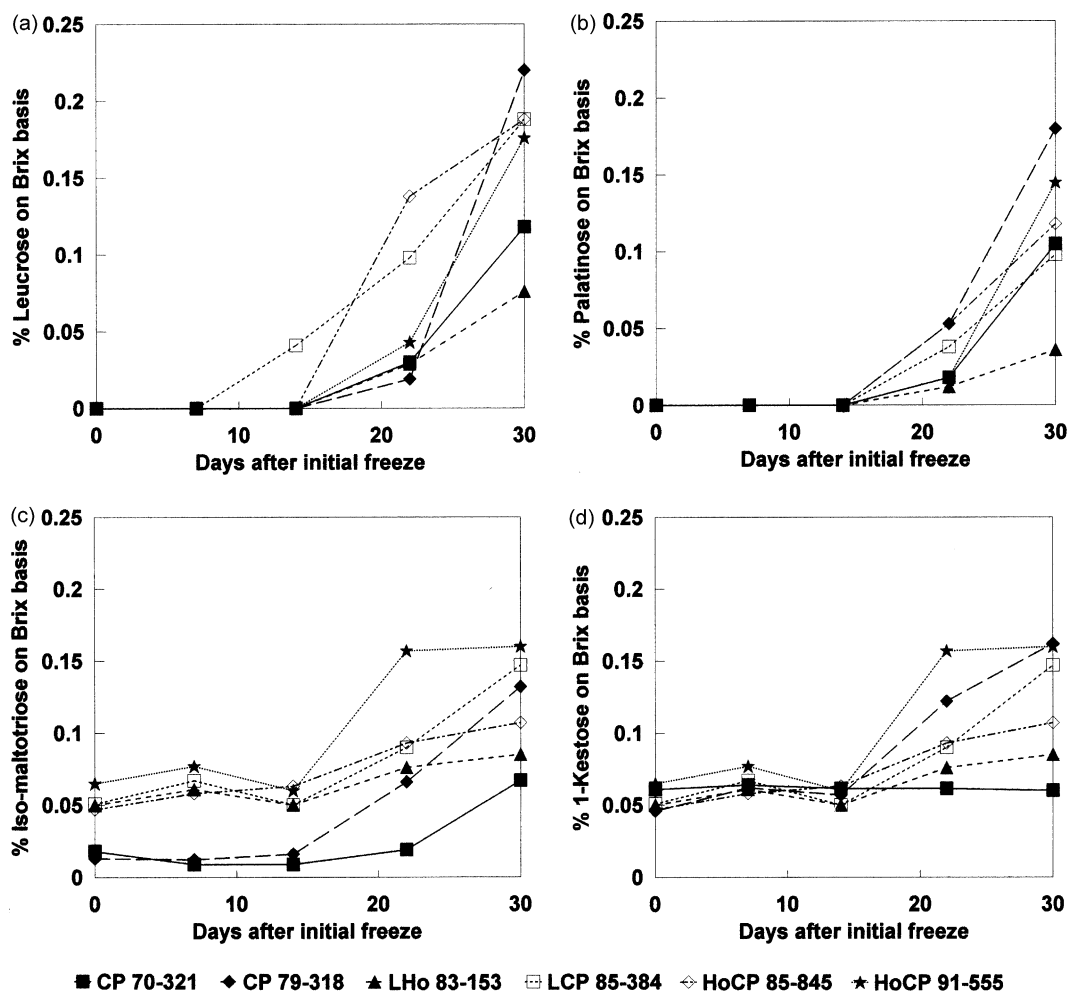 (a)
0.25
0.2
0.15
0.1
0.05
0
% Leucrose on Brix basis
0 10 20 30
Days after initial freeze
(b)
0.25
0.2
0.15
0.1
0.05
0
% Palatinose on Brix basis
0 10 20 30
Days after initial freeze
(c)
0.25
0.2
0.15
0.1
0.05
0
% Iso-maltotriose on Brix basis
0 10 20 30
Days after initial freeze
(d)
0.25
0.2
0.15
0.1
0.05
0
% 1-Kestose on Brix basis
0 10 20 30
Days after initial freeze
CP 70-321 CP 79-318 LHo 83-153 LCP 85-384 HoCP 85-845 HoCP 91-555